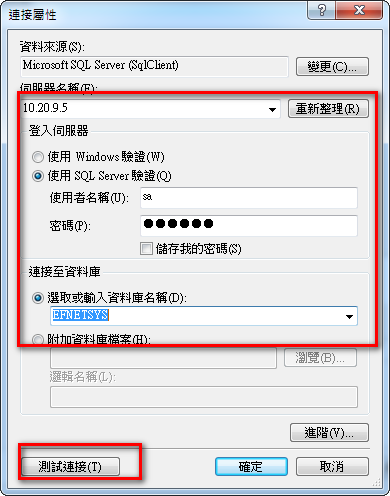 連接屬性
資料來源(S):
Microsoft SQL Server (SqlClient)
變更(C)...
伺服器名稱(E):
10.20.9.5
重新整理(R)
登入伺服器
使用 Windows 驗證(W)
使用 SQL Server 驗證(Q)
使用者名稱(U):
sa
密碼(P):
●●●●●●
儲存我的密碼(S)
連接至資料庫
選取或輸入資料庫名稱(D):
EFNETSYS
附加資料庫檔案(H):
瀏覽(B)...
邏輯名稱(L):
進階(V)...
測試連接(T)
確定
取消